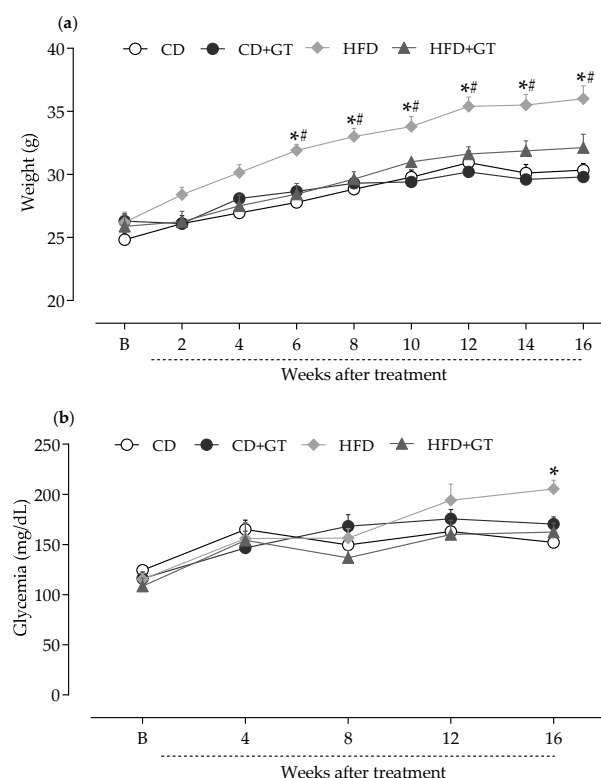 (a)
CD CD+GT HFD HFD+GT
40
35
30
25
20
Weight (g)
*# *# *# *# *# *#
B 2 4 6 8 10 12 14 16
Weeks after treatment
(b)
CD CD+GT HFD HFD+GT
250
200
150
100
50
0
Glycemia (mg/dL)
*
B 4 8 12 16
Weeks after treatment